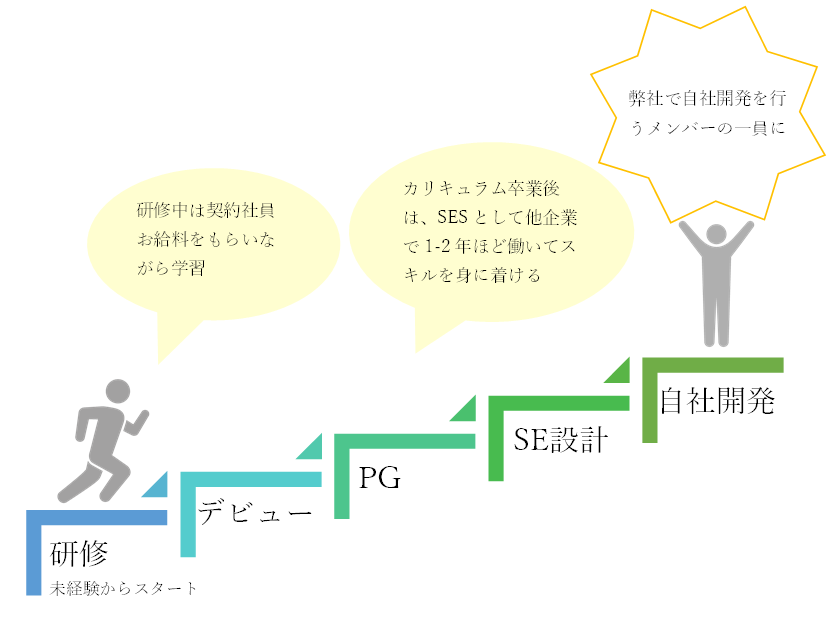 弊社で自社開発を行
うメンバーの一員に
カリキュラム卒業後
は、SESとして他企業
で1-2年ほど働いてス
キルを身に着ける
研修中は契約社員
お給料をもらいな
がら学習
自社開発
SE設計
PG
デビュー
研修
未経験からスタート